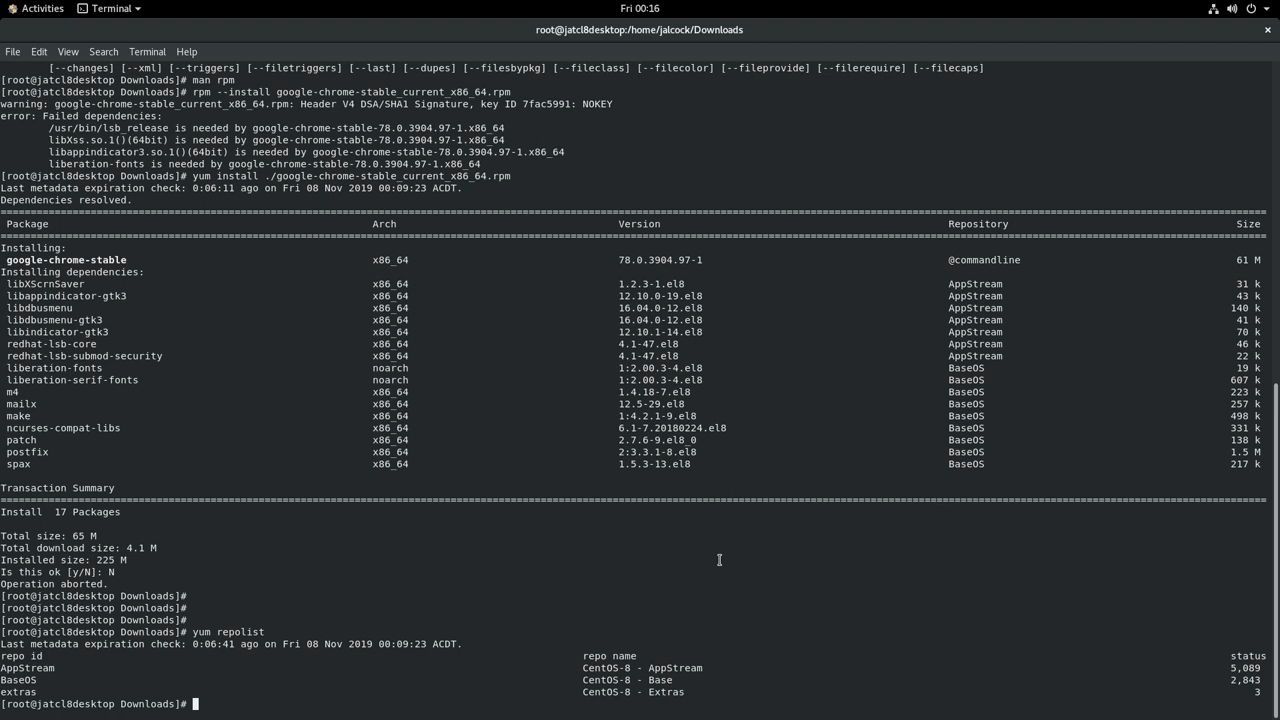 Activities Terminal Fri 00:16
root@jatcl8desktop:/home/jalcock/Downloads ×
File Edit View Search Terminal Help
[--changes] [--xml] [--triggers] [--filetriggers] [--last] [--dupes] [--filesbypkg] [--fileclass] [--filecolor] [--fileprovide] [--filerequire] [--filecaps]
[root@jatcl8desktop Downloads]# man rpm
[root@jatcl8desktop Downloads]# rpm --install google-chrome-stable_current_x86_64.rpm
warning: google-chrome-stable_current_x86_64.rpm: Header V4 DSA/SHA1 Signature, key ID 7fac5991: NOKEY
error: Failed dependencies:
/usr/bin/lsb_release is needed by google-chrome-stable-78.0.3904.97-1.x86_64
libXss.so.1()(64bit) is needed by google-chrome-stable-78.0.3904.97-1.x86_64
libappindicator3.so.1()(64bit) is needed by google-chrome-stable-78.0.3904.97-1.x86_64
liberation-fonts is needed by google-chrome-stable-78.0.3904.97-1.x86_64
[root@jatcl8desktop Downloads]# yum install ./google-chrome-stable_current_x86_64.rpm
Last metadata expiration check: 0:06:11 ago on Fri 08 Nov 2019 00:09:23 ACDT.
Dependencies resolved.
================================================================================
Package Arch Version Repository Size
================================================================================
Installing:
google-chrome-stable x86_64 78.0.3904.97-1 @commandline 61 M
Installing dependencies:
libXScrnSaver x86_64 1.2.3-1.el8 AppStream 31 k
libappindicator-gtk3 x86_64 12.10.0-19.el8 AppStream 43 k
libdbusmenu x86_64 16.04.0-12.el8 AppStream 140 k
libdbusmenu-gtk3 x86_64 16.04.0-12.el8 AppStream 41 k
libindicator-gtk3 x86_64 12.10.1-14.el8 AppStream 70 k
redhat-lsb-core x86_64 4.1-47.el8 AppStream 46 k
redhat-lsb-submod-security x86_64 4.1-47.el8 AppStream 22 k
liberation-fonts noarch 1:2.00.3-4.el8 BaseOS 19 k
liberation-serif-fonts noarch 1:2.00.3-4.el8 BaseOS 607 k
m4 x86_64 1.4.18-7.el8 BaseOS 223 k
mailx x86_64 12.5-29.el8 BaseOS 257 k
make x86_64 1:4.2.1-9.el8 BaseOS 498 k
ncurses-compat-libs x86_64 6.1-7.20180224.el8 BaseOS 331 k
patch x86_64 2.7.6-9.el8_0 BaseOS 138 k
postfix x86_64 2:3.3.1-8.el8 BaseOS 1.5 M
spax x86_64 1.5.3-13.el8 BaseOS 217 k
Transaction Summary
================================================================================
Install 17 Packages
Total size: 65 M
Total download size: 4.1 M
Installed size: 225 M
Is this ok [y/N]: N
Operation aborted.
[root@jatcl8desktop Downloads]#
[root@jatcl8desktop Downloads]#
[root@jatcl8desktop Downloads]#
[root@jatcl8desktop Downloads]# yum repolist
Last metadata expiration check: 0:06:41 ago on Fri 08 Nov 2019 00:09:23 ACDT.
repo id repo name status
AppStream CentOS-8 - AppStream 5,089
BaseOS CentOS-8 - Base 2,843
extras CentOS-8 - Extras 3
[root@jatcl8desktop Downloads]#